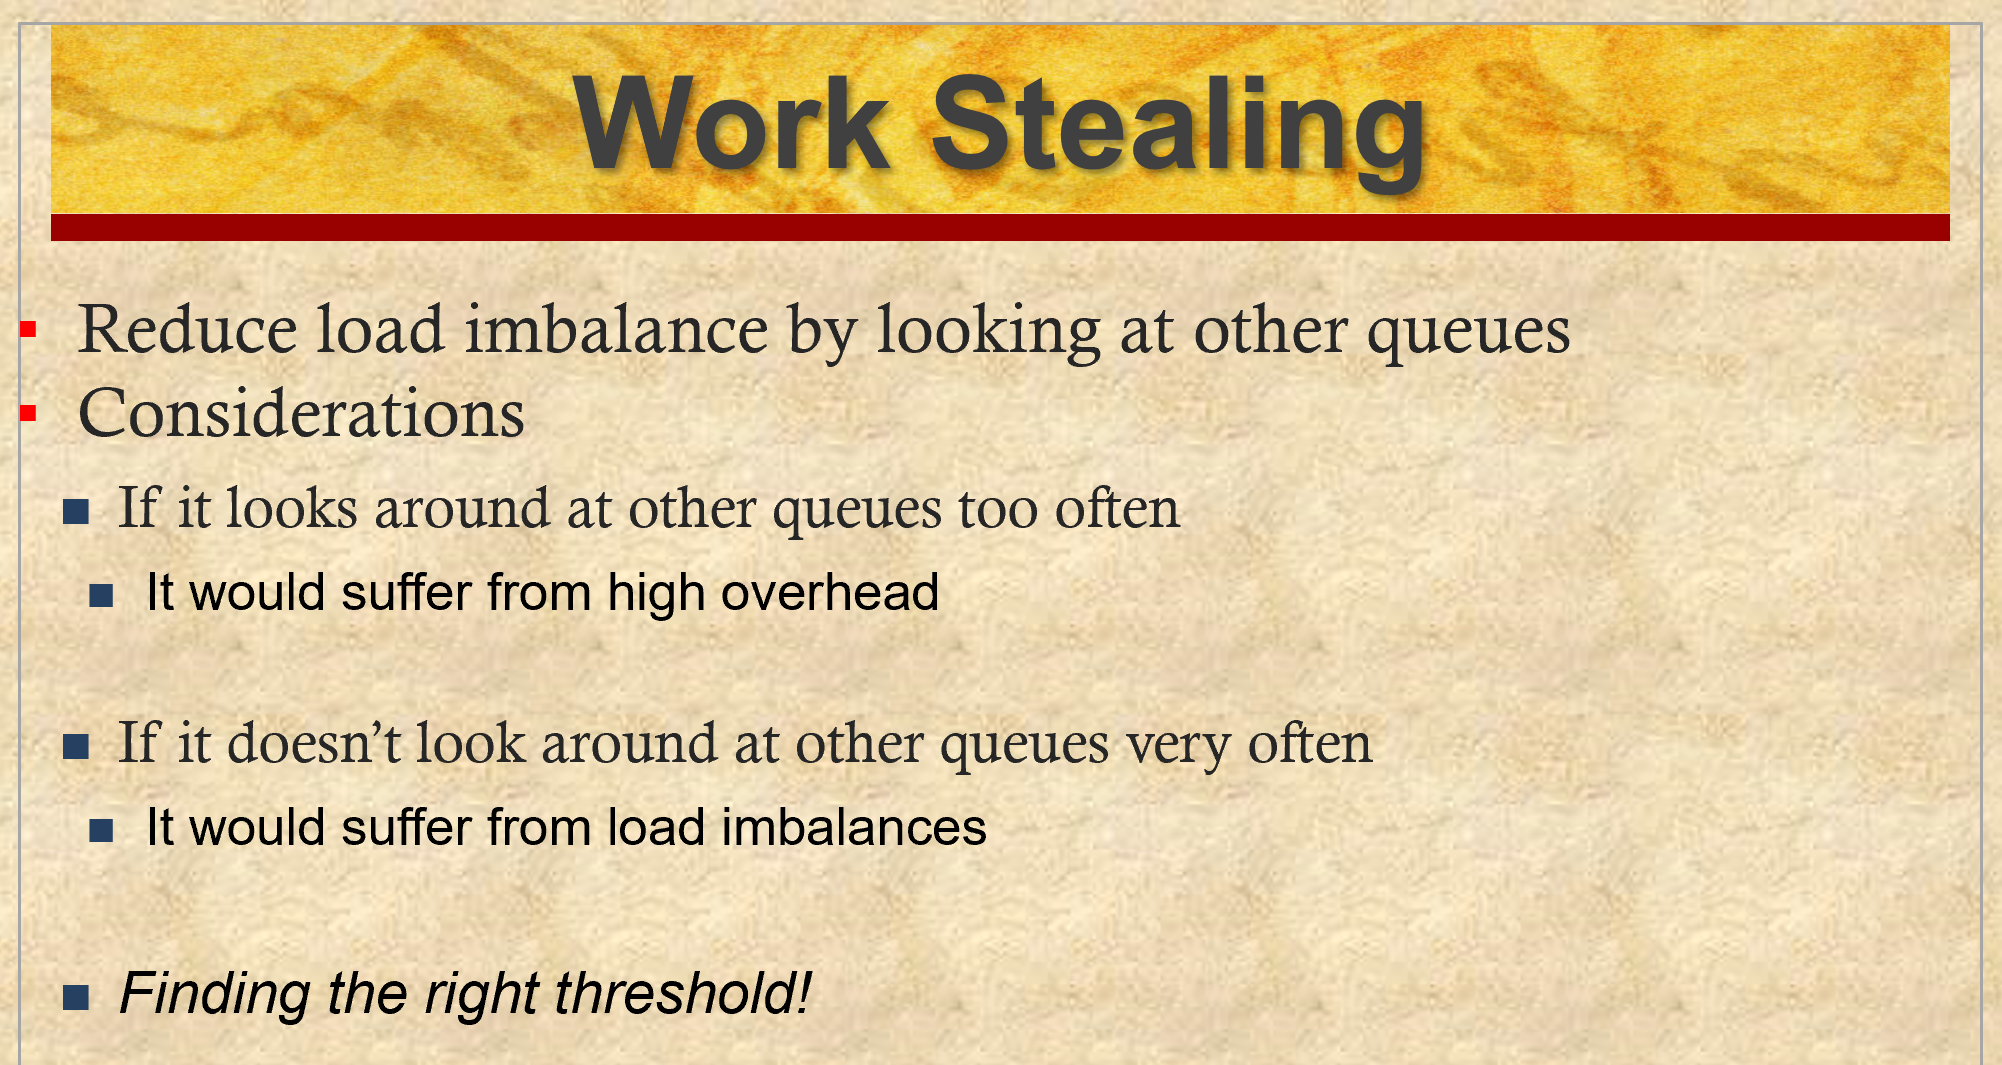 Work Stealing
Reduce load imbalance by looking at other queues
Considerations
If it looks around at other queues too often
It would suffer from high overhead
If it doesn’t look around at other queues very often
It would suffer from load imbalances
Finding the right threshold!